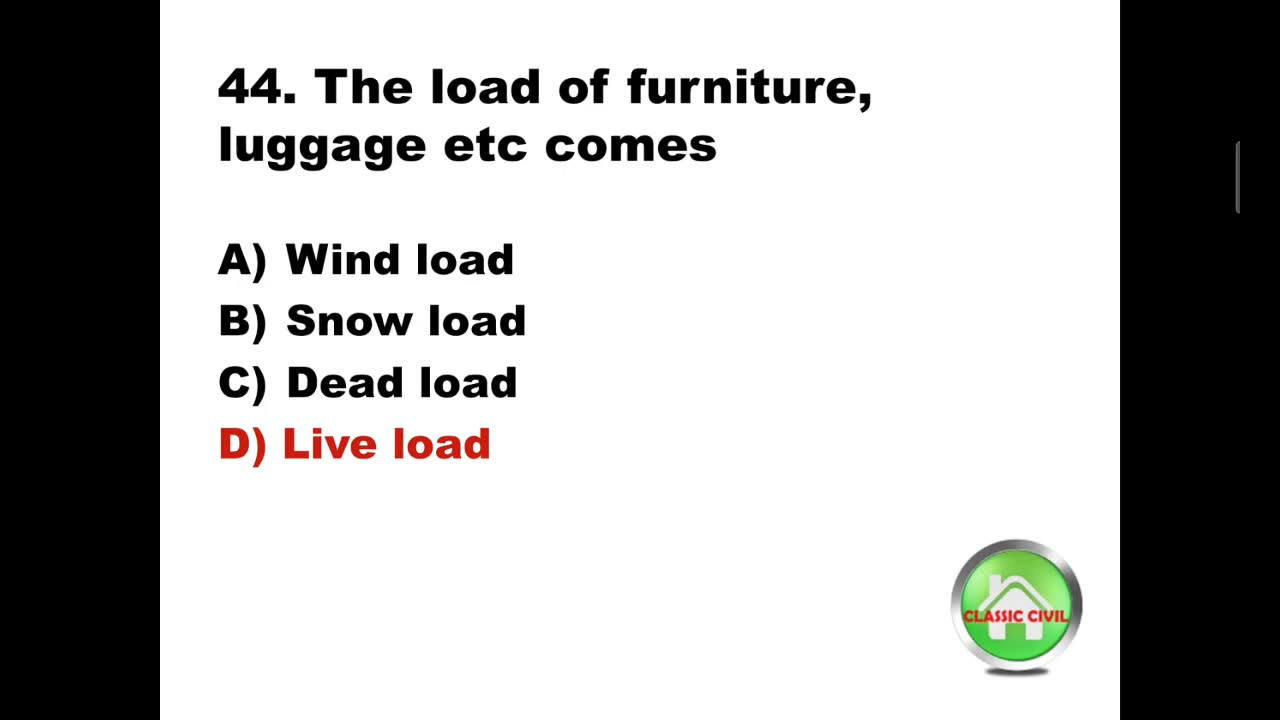 44. The load of furniture,
luggage etc comes
A) Wind load
B) Snow load
C) Dead load
D) Live load
CLASSIC CIVIL